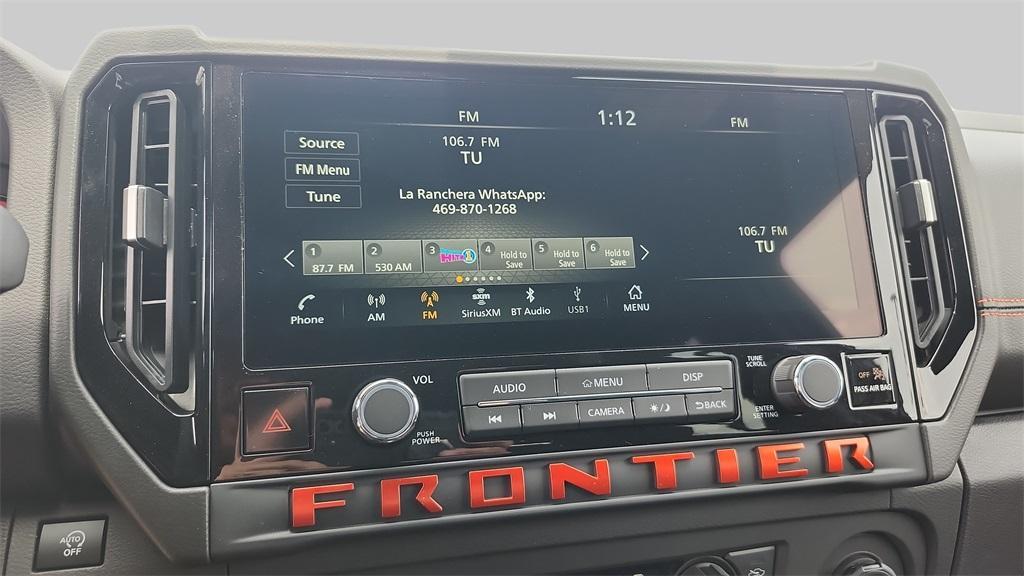 FM
1:12
FM
Source
106.7 FM
TU
FM Menu
Tune
La Ranchera WhatsApp:
469-870-1268
106.7 FM
TU
1
87.7 FM
2
530 AM
3
HITS 1
4
Hold to
Save
5
Hold to
Save
6
Hold to
Save
Phone
AM
FM
sxm
SiriusXM
BT Audio
USB1
MENU
VOL
PUSH
POWER
AUDIO
MENU
DISP
CAMERA
BACK
TUNE
SCROLL
ENTER
SETTING
OFF
PASS AIR BAG
FRONTIER
AUTO
OFF